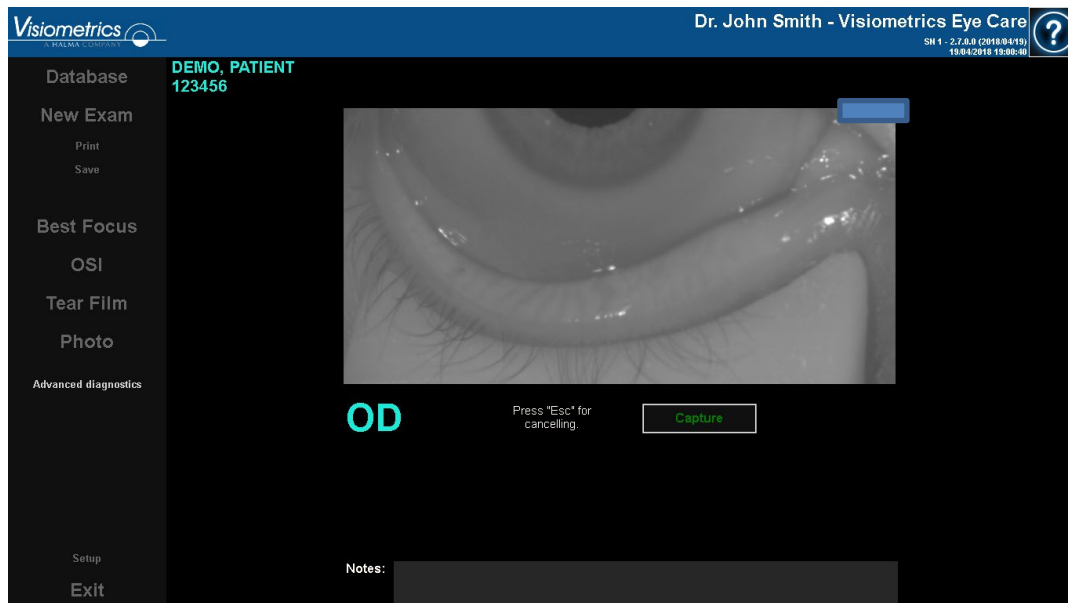 Visiometrics
A HALMA COMPANY
Dr. John Smith - Visiometrics Eye Care
SH 1 - 2.7.0.0 (2018/04/19)
19/04/2018 19:00:40
?
Database
New Exam
Print
Save
Best Focus
OSI
Tear Film
Photo
Advanced diagnostics
Setup
Exit
DEMO, PATIENT
123456
OD
Press "Esc" for
cancelling.
Capture
Notes: